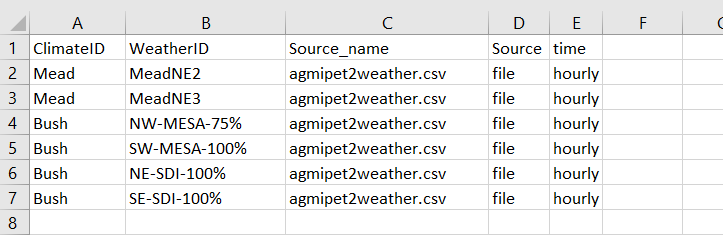 A B C D E F
1 ClimateID WeatherID Source_name Source time
2 Mead MeadNE2 agmipet2weather.csv file hourly
3 Mead MeadNE3 agmipet2weather.csv file hourly
4 Bush NW-MESA-75% agmipet2weather.csv file hourly
5 Bush SW-MESA-100% agmipet2weather.csv file hourly
6 Bush NE-SDI-100% agmipet2weather.csv file hourly
7 Bush SE-SDI-100% agmipet2weather.csv file hourly
8